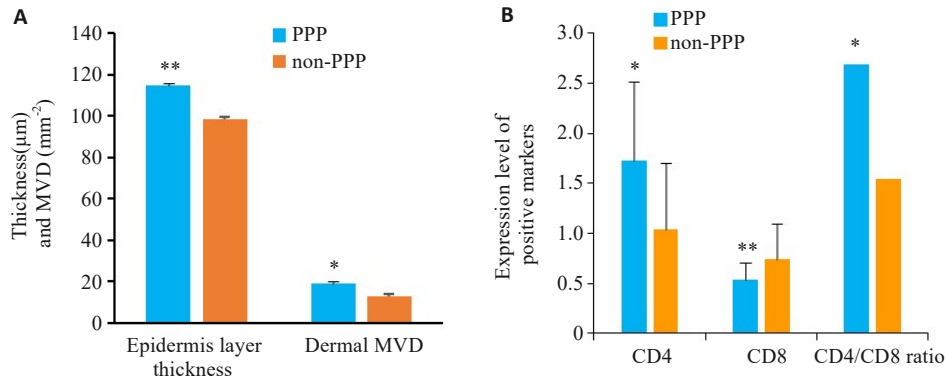 A
Thickness(μm)
and MVD (mm⁻²)
140
120
100
80
60
40
20
0
PPP
non-PPP
**
*
Epidermis layer
thickness
Dermal MVD
B
Expression level of
positive markers
3.0
2.5
2.0
1.5
1.0
0.5
0
PPP
non-PPP
*
**
*
CD4
CD8
CD4/CD8 ratio